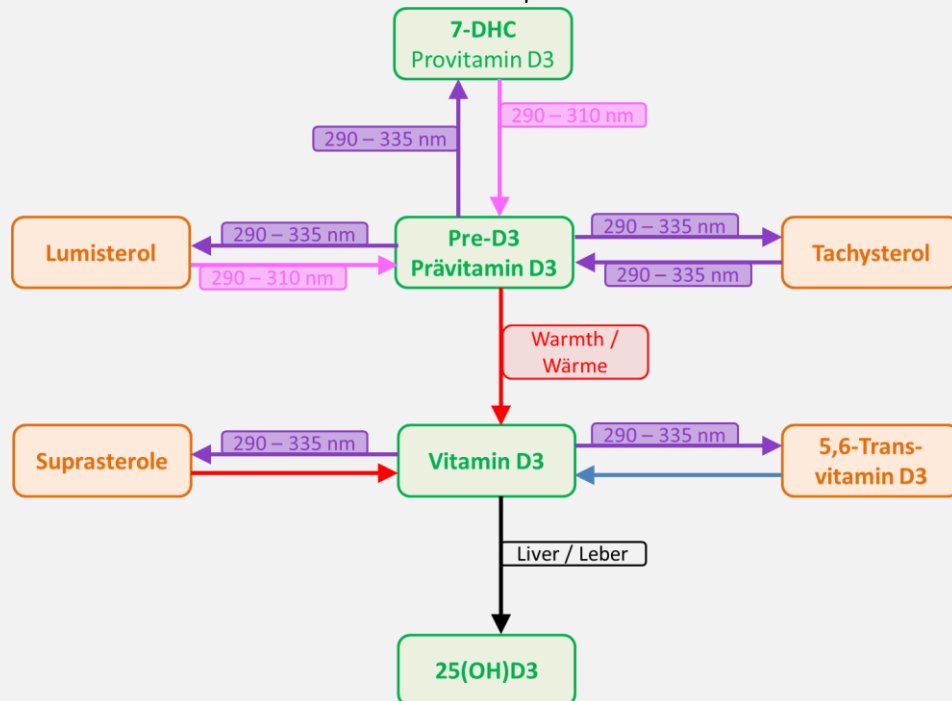 7-DHC
Provitamin D3
290 – 335 nm
290 – 310 nm
Lumisterol
290 – 335 nm
290 – 310 nm
Pre-D3
Prävitamin D3
290 – 335 nm
290 – 335 nm
Tachysterol
Warmth /
Wärme
Suprasterole
290 – 335 nm
Vitamin D3
290 – 335 nm
5,6-Trans-
vitamin D3
Liver / Leber
25(OH)D3